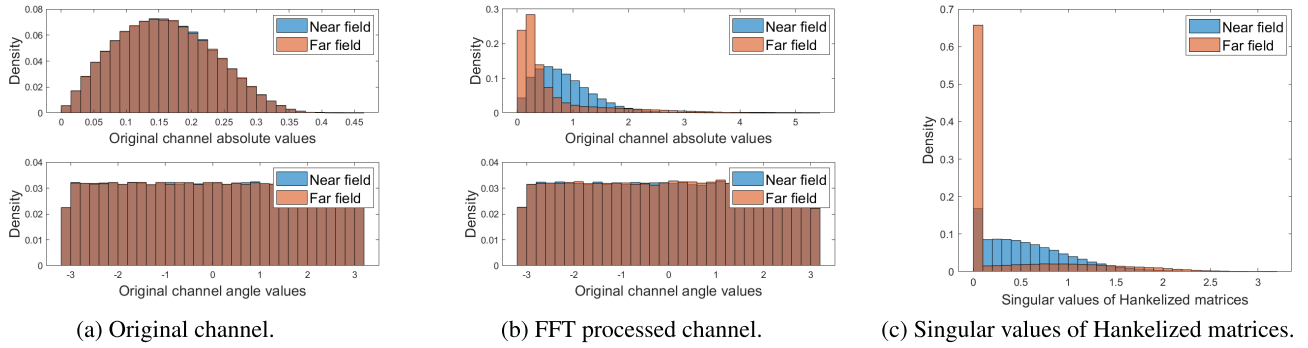 0.08
0.06
0.04
0.02
0
Density
Near field
Far field
0 0.05 0.1 0.15 0.2 0.25 0.3 0.35 0.4 0.45
Original channel absolute values
0.04
0.03
0.02
0.01
0
Density
Near field
Far field
-3 -2 -1 0 1 2 3
Original channel angle values
(a) Original channel.
0.3
0.2
0.1
0
Density
Near field
Far field
0 1 2 3 4 5
Original channel absolute values
0.04
0.03
0.02
0.01
0
Density
Near field
Far field
-3 -2 -1 0 1 2 3
Original channel angle values
(b) FFT processed channel.
0.7
0.6
0.5
0.4
0.3
0.2
0.1
0
Density
Near field
Far field
0 0.5 1 1.5 2 2.5 3
Singular values of Hankelized matrices
(c) Singular values of Hankelized matrices.